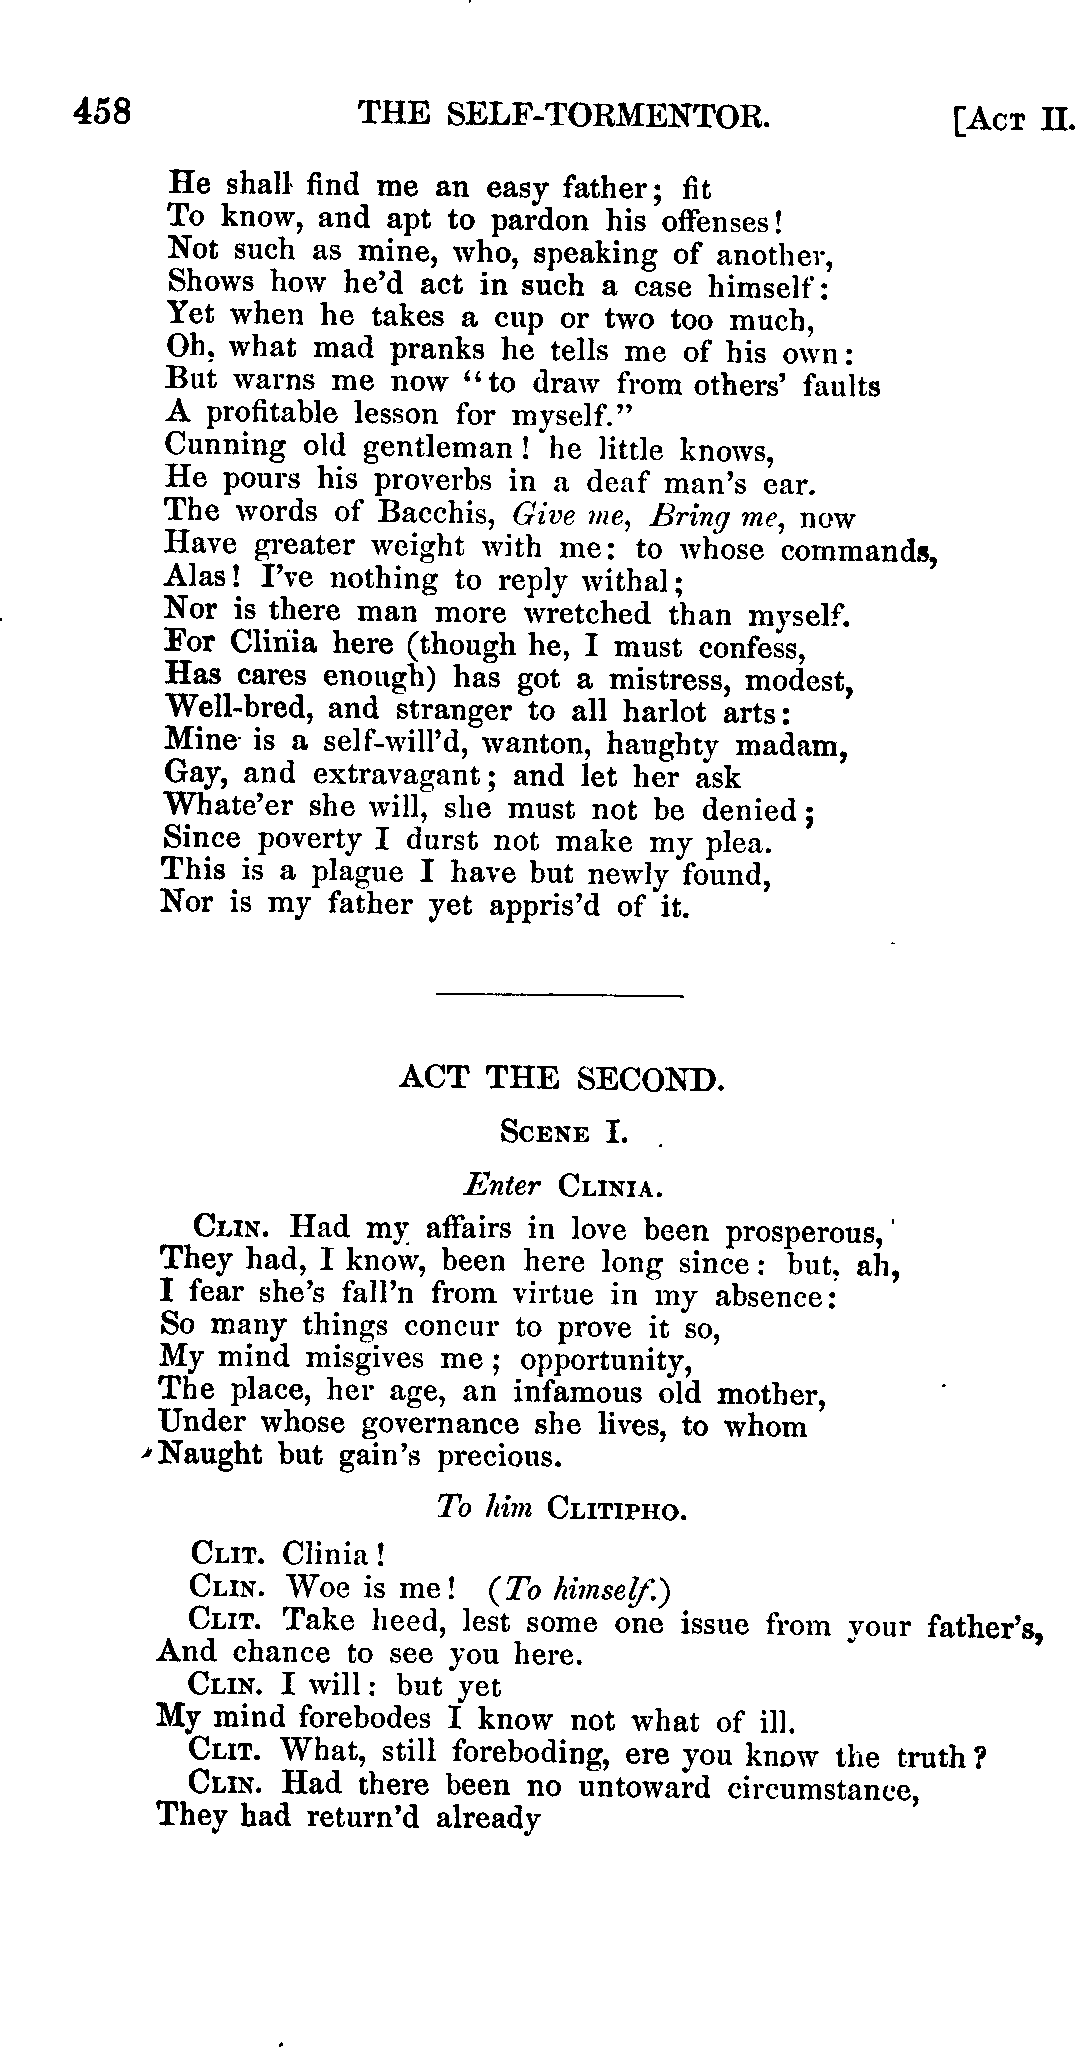 458 THE SELF-TORMENTOR. [ACT II.
He shall find me an easy father; fit
To know, and apt to pardon his offenses!
Not such as mine, who, speaking of another,
Shows how he'd act in such a case himself:
Yet when he takes a cup or two too much,
Oh, what mad pranks he tells me of his own:
But warns me now "to draw from others' faults
A profitable lesson for myself."
Cunning old gentleman! he little knows,
He pours his proverbs in a deaf man's ear.
The words of Bacchis, Give me, Bring me, now
Have greater weight with me: to whose commands,
Alas! I've nothing to reply withal;
Nor is there man more wretched than myself.
For Clinia here (though he, I must confess,
Has cares enough) has got a mistress, modest,
Well-bred, and stranger to all harlot arts:
Mine is a self-will'd, wanton, haughty madam,
Gay, and extravagant; and let her ask
Whate'er she will, she must not be denied;
Since poverty I durst not make my plea.
This is a plague I have but newly found,
Nor is my father yet appris'd of it.
ACT THE SECOND.
SCENE I.
Enter CLINIA.
CLIN. Had my affairs in love been prosperous,
They had, I know, been here long since: but, ah,
I fear she's fall'n from virtue in my absence:
So many things concur to prove it so,
My mind misgives me; opportunity,
The place, her age, an infamous old mother,
Under whose governance she lives, to whom
Naught but gain's precious.
To him CLITIPHO.
CLIT. Clinia!
CLIN. Woe is me! (To himself.)
CLIT. Take heed, lest some one issue from your father's,
And chance to see you here.
CLIN. I will: but yet
My mind forebodes I know not what of ill.
CLIT. What, still foreboding, ere you know the truth?
CLIN. Had there been no untoward circumstance,
They had return'd already